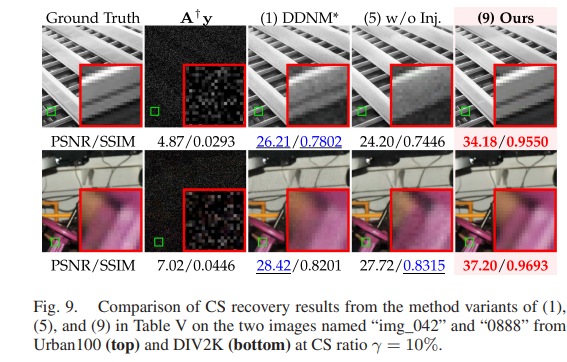 Ground Truth A†y (1) DDNM* (5) w/o Inj. (9) Ours
PSNR/SSIM 4.87/0.0293 26.21/0.7802 24.20/0.7446 34.18/0.9550
PSNR/SSIM 7.02/0.0446 28.42/0.8201 27.72/0.8315 37.20/0.9693
Fig. 9. Comparison of CS recovery results from the method variants of (1),
(5), and (9) in Table V on the two images named “img_042” and “0888” from
Urban100 (top) and DIV2K (bottom) at CS ratio γ = 10%.